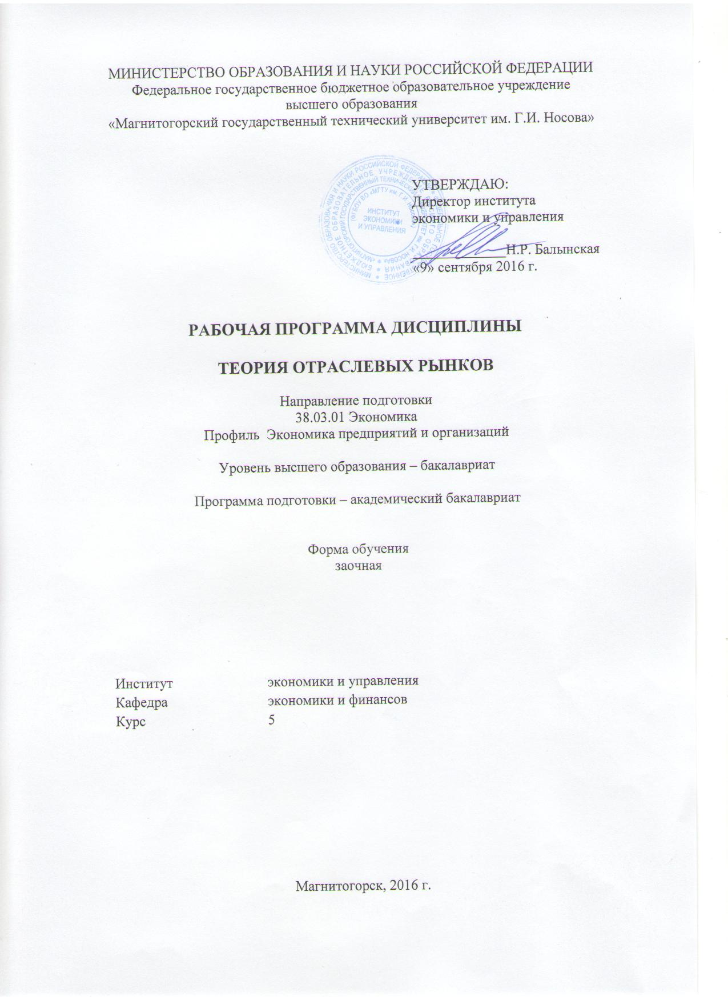 МИНИСТЕРСТВО ОБРАЗОВАНИЯ И НАУКИ РОССИЙСКОЙ ФЕДЕРАЦИИ
Федеральное государственное бюджетное образовательное учреждение
высшего образования
«Магнитогорский государственный технический университет им. Г.И. Носова»
УТВЕРЖДАЮ:
Директор института
экономики и управления
Н.Р. Балынская
«9» сентября 2016 г.
ИНСТИТУТ
ЭКОНОМИКИ
И УПРАВЛЕНИЯ
РАБОЧАЯ ПРОГРАММА ДИСЦИПЛИНЫ
ТЕОРИЯ ОТРАСЛЕВЫХ РЫНКОВ
Направление подготовки
38.03.01 Экономика
Профиль Экономика предприятий и организаций
Уровень высшего образования – бакалавриат
Программа подготовки – академический бакалавриат
Форма обучения
заочная
Институт экономики и управления
Кафедра экономики и финансов
Курс 5
Магнитогорск, 2016 г.